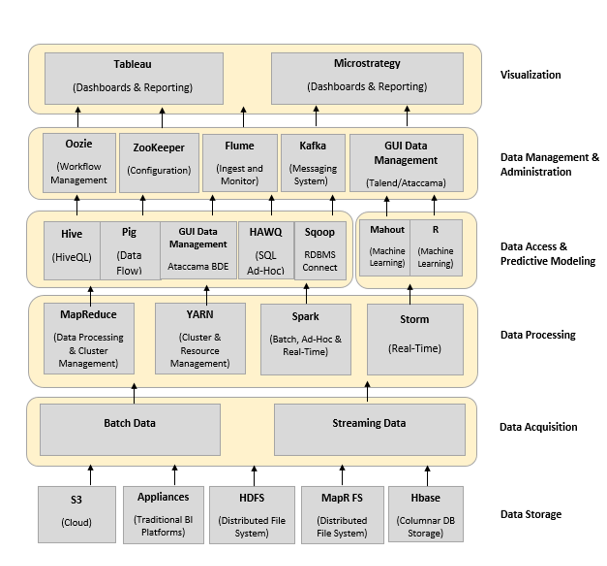 Tableau
(Dashboards & Reporting)
Microstrategy
(Dashboards & Reporting)
Visualization
Oozie
(Workflow
Management
ZooKeeper
(Configuration)
Flume
(Ingest and
Monitor)
Kafka
(Messaging
System)
GUI Data
Management
(Talend/Attaccama)
Data Management &
Administration
Hive
(HiveQL)
Pig
(Data
Flow)
GUI Data
Management
Ataccama BDE
HAWQ
(SQL
Ad-Hoc)
Sqoop
RDBMS
Connect
Mahout
(Machine
Learning)
R
(Machine
Learning)
Data Access &
Predictive Modeling
MapReduce
(Data Processing
& Cluster
Management)
YARN
(Cluster &
Resource
Management)
Spark
(Batch, Ad-Hoc &
Real-Time)
Storm
(Real-Time)
Data Processing
Batch Data
Streaming Data
Data Acquisition
S3
(Cloud)
Appliances
(Traditional BI
Platforms)
HDFS
(Distributed File
System)
MapR FS
(Distributed
File System)
Hbase
(Columnar DB
Storage)
Data Storage